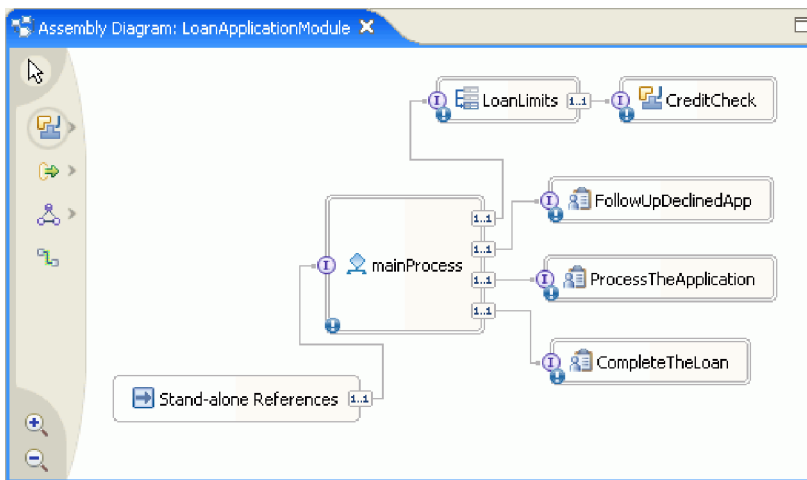 Assembly Diagram: LoanApplicationModule
I LoanLimits 1..1 I CreditCheck
I FollowUpDeclinedApp
1..1
1..1
I mainProcess
1..1
I ProcessTheApplication
1..1
I CompleteTheLoan
Stand-alone References 1..1